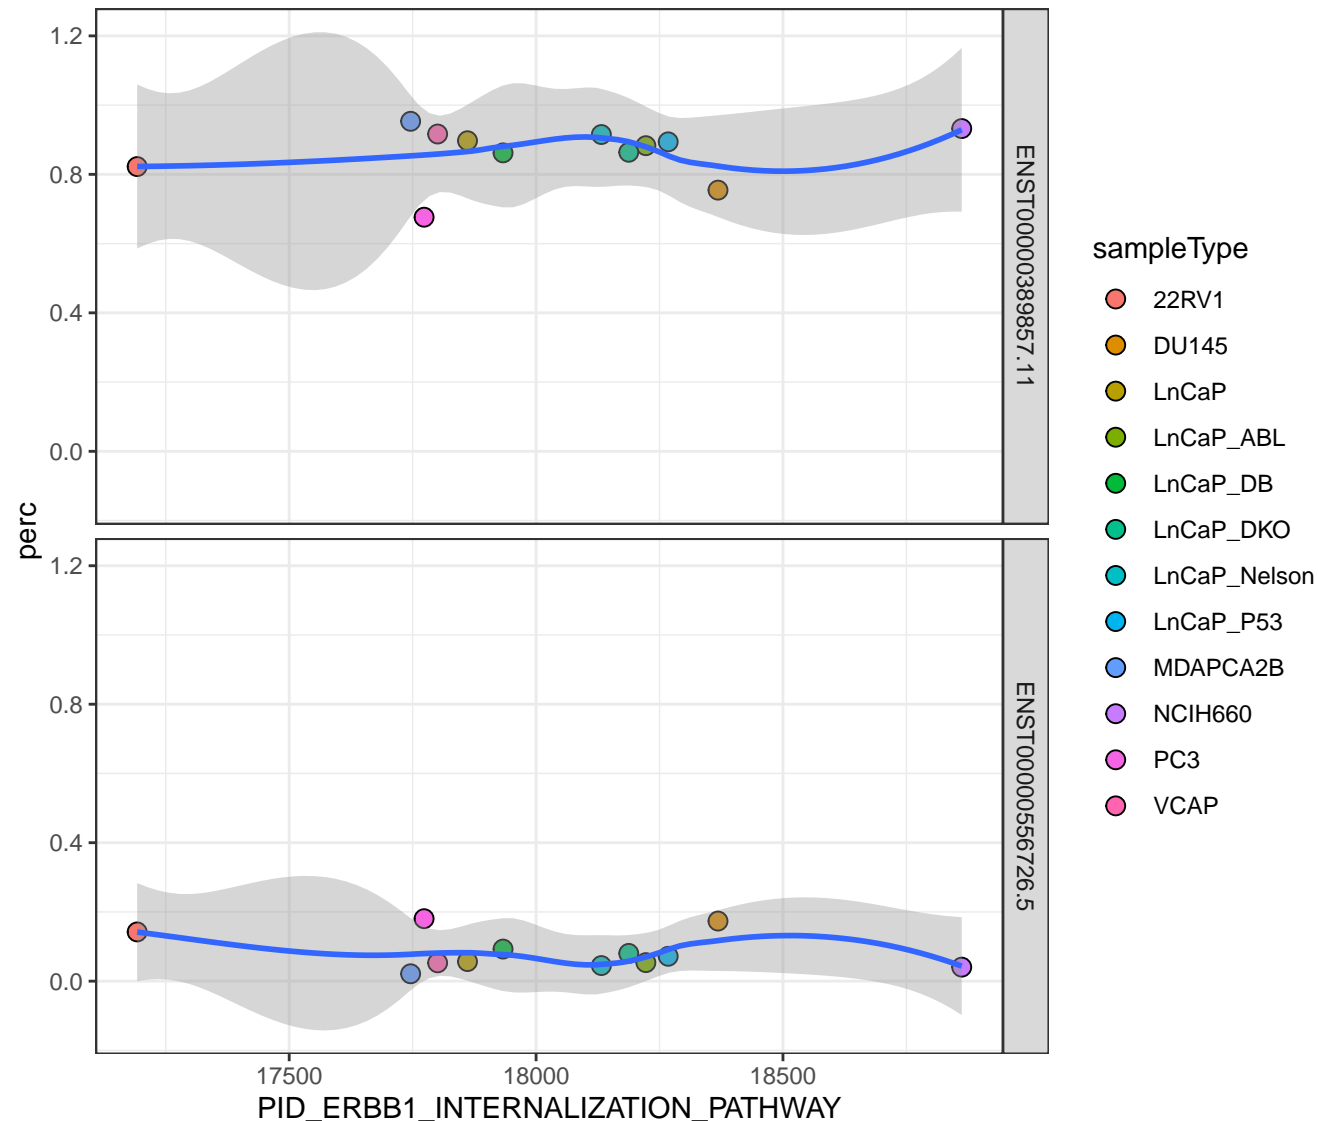 1.2
0.8
0.4
0.0
ENST00000389857.11
1.2
0.8
0.4
0.0
ENST00000556726.5
perc
17500
18000
18500
PID_ERBB1_INTERNALIZATION_PATHWAY
sampleType
22RV1
DU145
LnCaP
LnCaP_ABL
LnCaP_DB
LnCaP_DKO
LnCaP_Nelson
LnCaP_P53
MDAPCA2B
NCIH660
PC3
VCAP